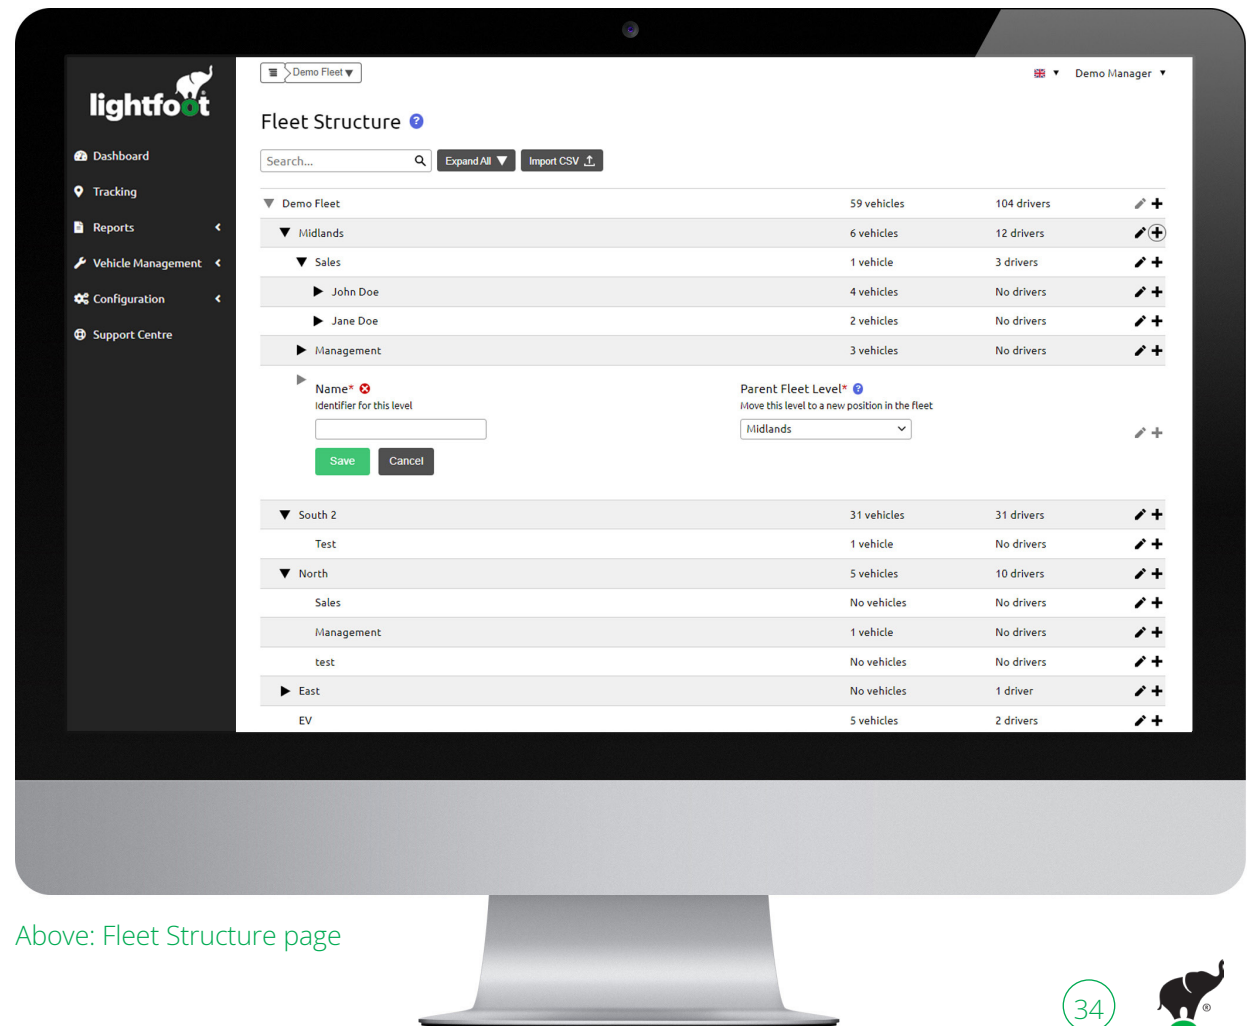 lightfoot
Demo Fleet
Demo Manager
Fleet Structure ?
Search...
Expand All
Import CSV
Dashboard
Tracking
Reports
Vehicle Management
Configuration
Support Centre
Demo Fleet 59 vehicles 104 drivers
Midlands 6 vehicles 12 drivers
Sales 1 vehicle 3 drivers
John Doe 4 vehicles No drivers
Jane Doe 2 vehicles No drivers
Management 3 vehicles No drivers
Name* Parent Fleet Level* ?
Identifier for this level Move this level to a new position in the fleet
Midlands
Save Cancel
South 2 31 vehicles 31 drivers
Test 1 vehicle No drivers
North 5 vehicles 10 drivers
Sales No vehicles No drivers
Management 1 vehicle No drivers
test No vehicles No drivers
East No vehicles 1 driver
EV 5 vehicles 2 drivers
Above: Fleet Structure page
34
®